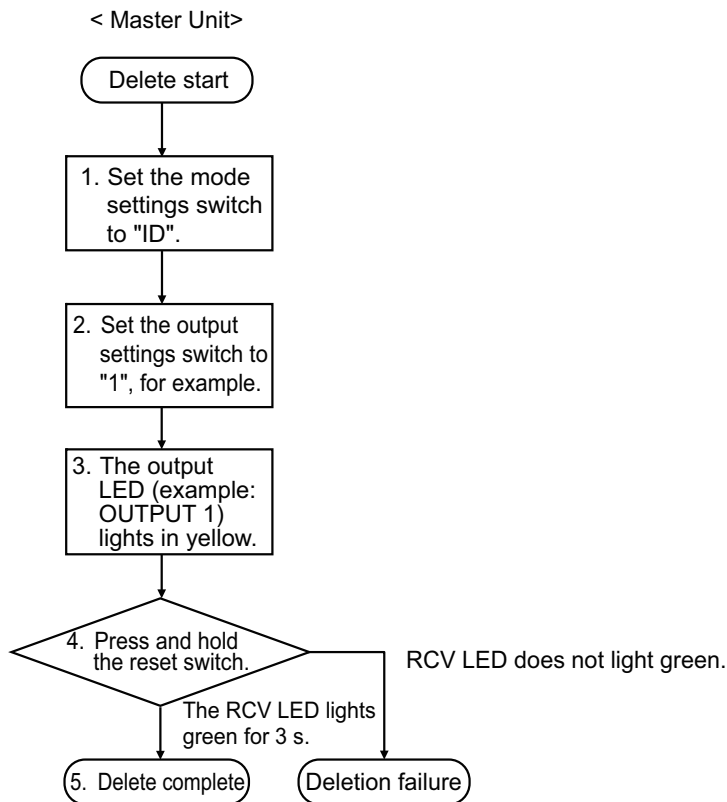 < Master Unit>
Delete start
1. Set the mode
settings switch
to "ID".
2. Set the output
settings switch to
"1", for example.
3. The output
LED (example:
OUTPUT 1)
lights in yellow.
4. Press and hold
the reset switch.
RCV LED does not light green.
The RCV LED lights
green for 3 s.
5. Delete complete
Deletion failure